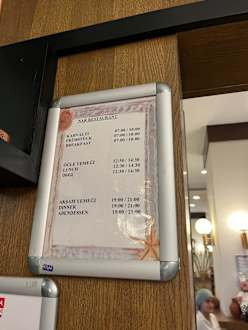 NAR RESTAURANT
KAHVALTI 07:00 / 10:00
FRÜHSTÜCK 07:00 / 10:00
BREAKFAST 07:00 / 10:00
ÖĞLE YEMEĞİ 12:30 / 14:30
LUNCH 12:30 / 14:30
12:30 / 14:30
AKŞAM YEMEĞİ 19:00 / 21:00
DINNER 19:00 / 21:00
ABENDESSEN 19:00 / 21:00